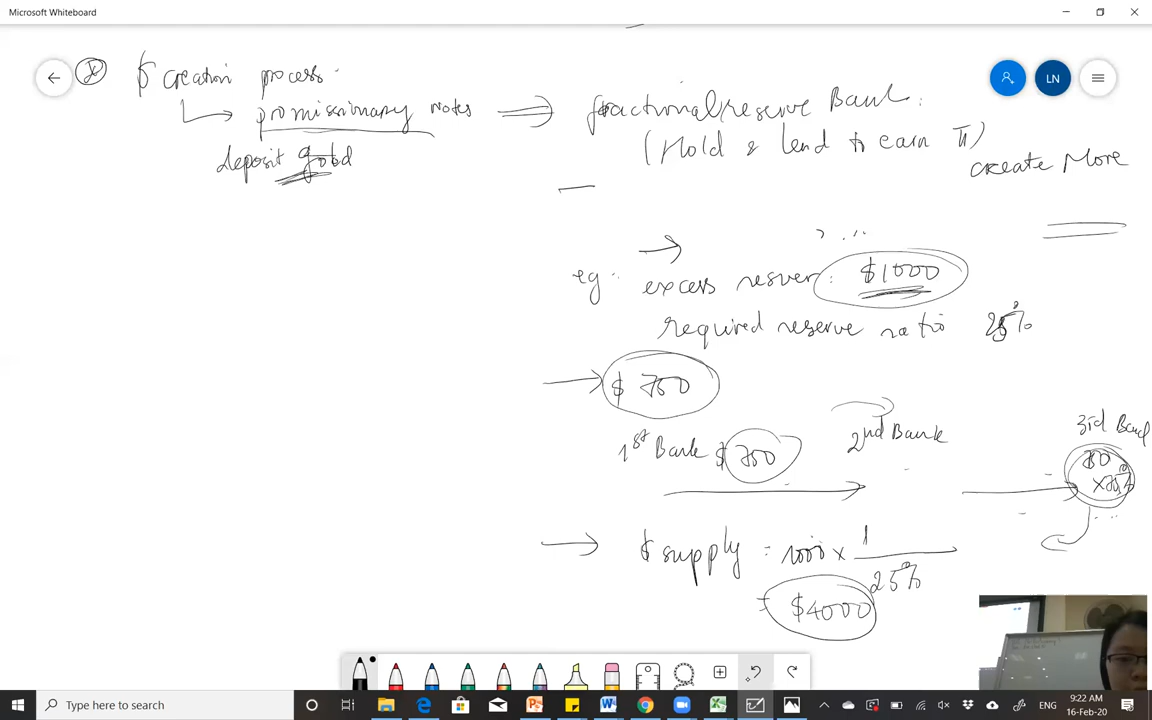 Microsoft Whiteboard
$ creation process
promissionary notes
deposit gold
fractional reserve Bank
(Hold & lend to earn π)
create More
LN
eg: excess resver: $1000
required reserve ratio 25%
$ 750
1st Bank $ 750
2nd Bank
3rd Bank
$ supply = 1000 × 1
25%
= $4000
Type here to search
ENG
9:22 AM
16-Feb-20